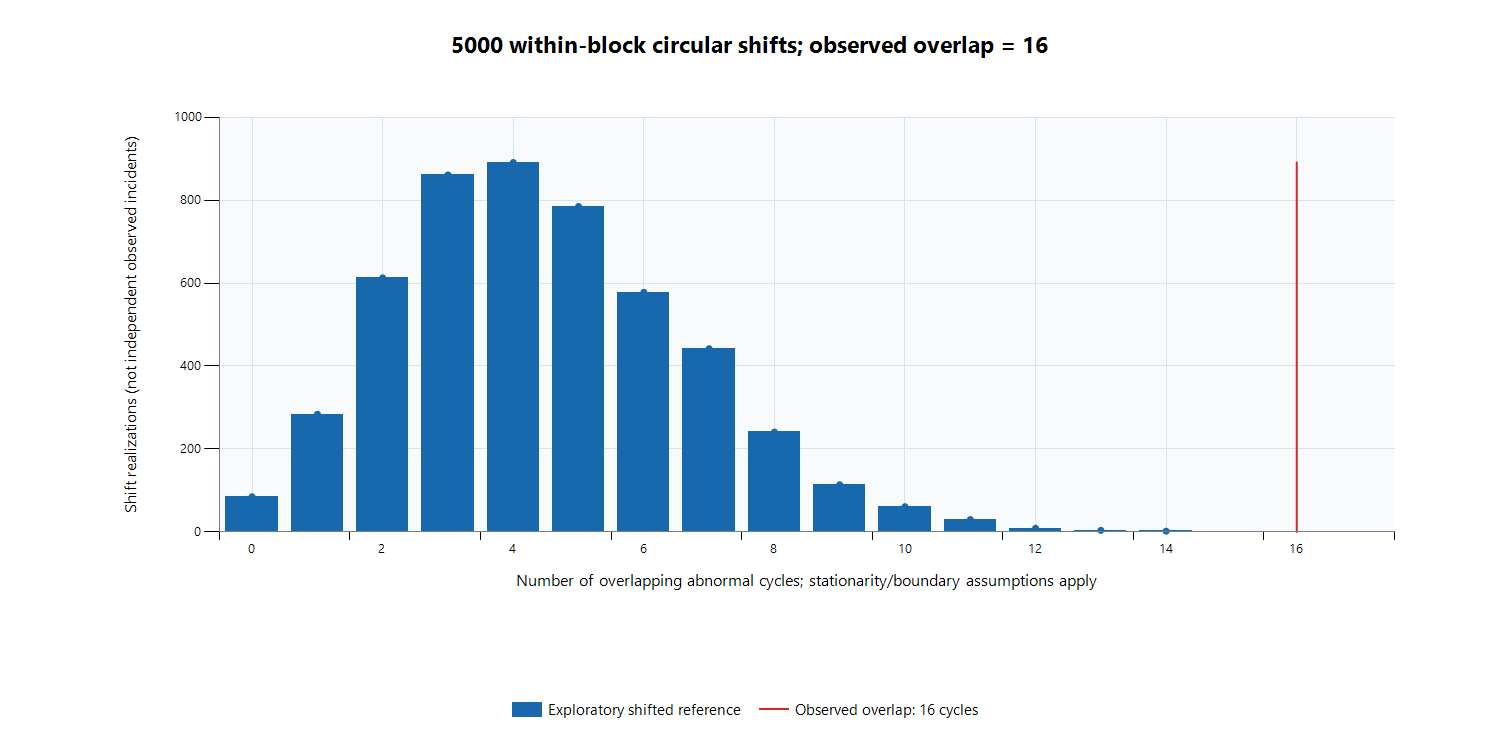 5000 within-block circular shifts; observed overlap = 16
Shift realizations (not independent observed incidents)
1000
800
600
400
200
0
0 2 4 6 8 10 12 14 16
Number of overlapping abnormal cycles; stationarity/boundary assumptions apply
Exploratory shifted reference Observed overlap: 16 cycles